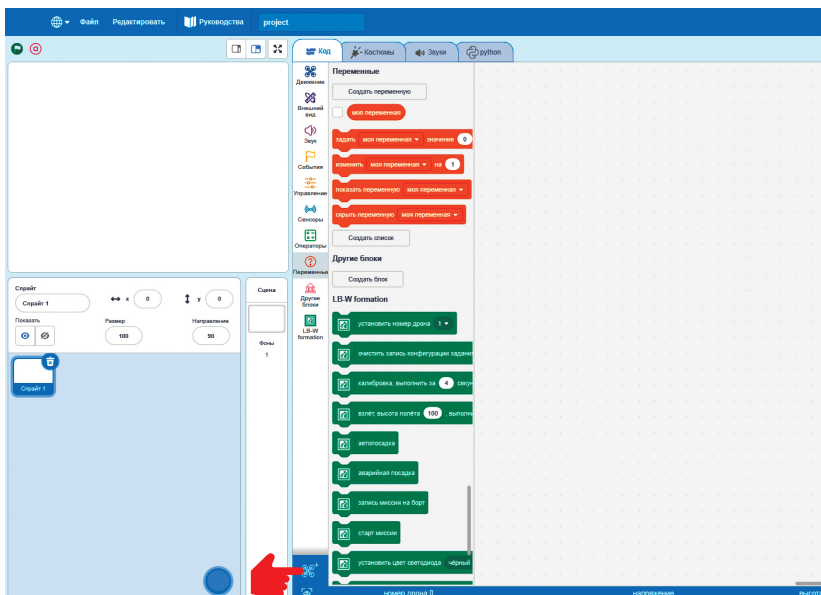 Файл Редактировать Руководства project
Код Костюмы Звуки python
Движение
Внешний вид
Звук
События
Управление
Сенсоры
Операторы
Переменные
Другие блоки
LB-W formation
Переменные
Создать переменную
моя переменная
задать моя переменная значение 0
изменить моя переменная на 1
показать переменную моя переменная
скрыть переменную моя переменная
Создать список
Другие блоки
Создать блок
LB-W formation
установить номер дрона 1
очистить запись конфигурации задани
калибровка, выполнить за 4 секун
взлёт, высота полёта 100 , выполн
автопосадка
аварийная посадка
запись миссии на борт
старт миссии
установить цвет светодиода чёрный
Спрайт
Спрайт 1 x 0 y 0
Показать Размер Направление
100 90
Спрайт 1
Сцена
Фоны
1
номер дрона:0 напряжение высота